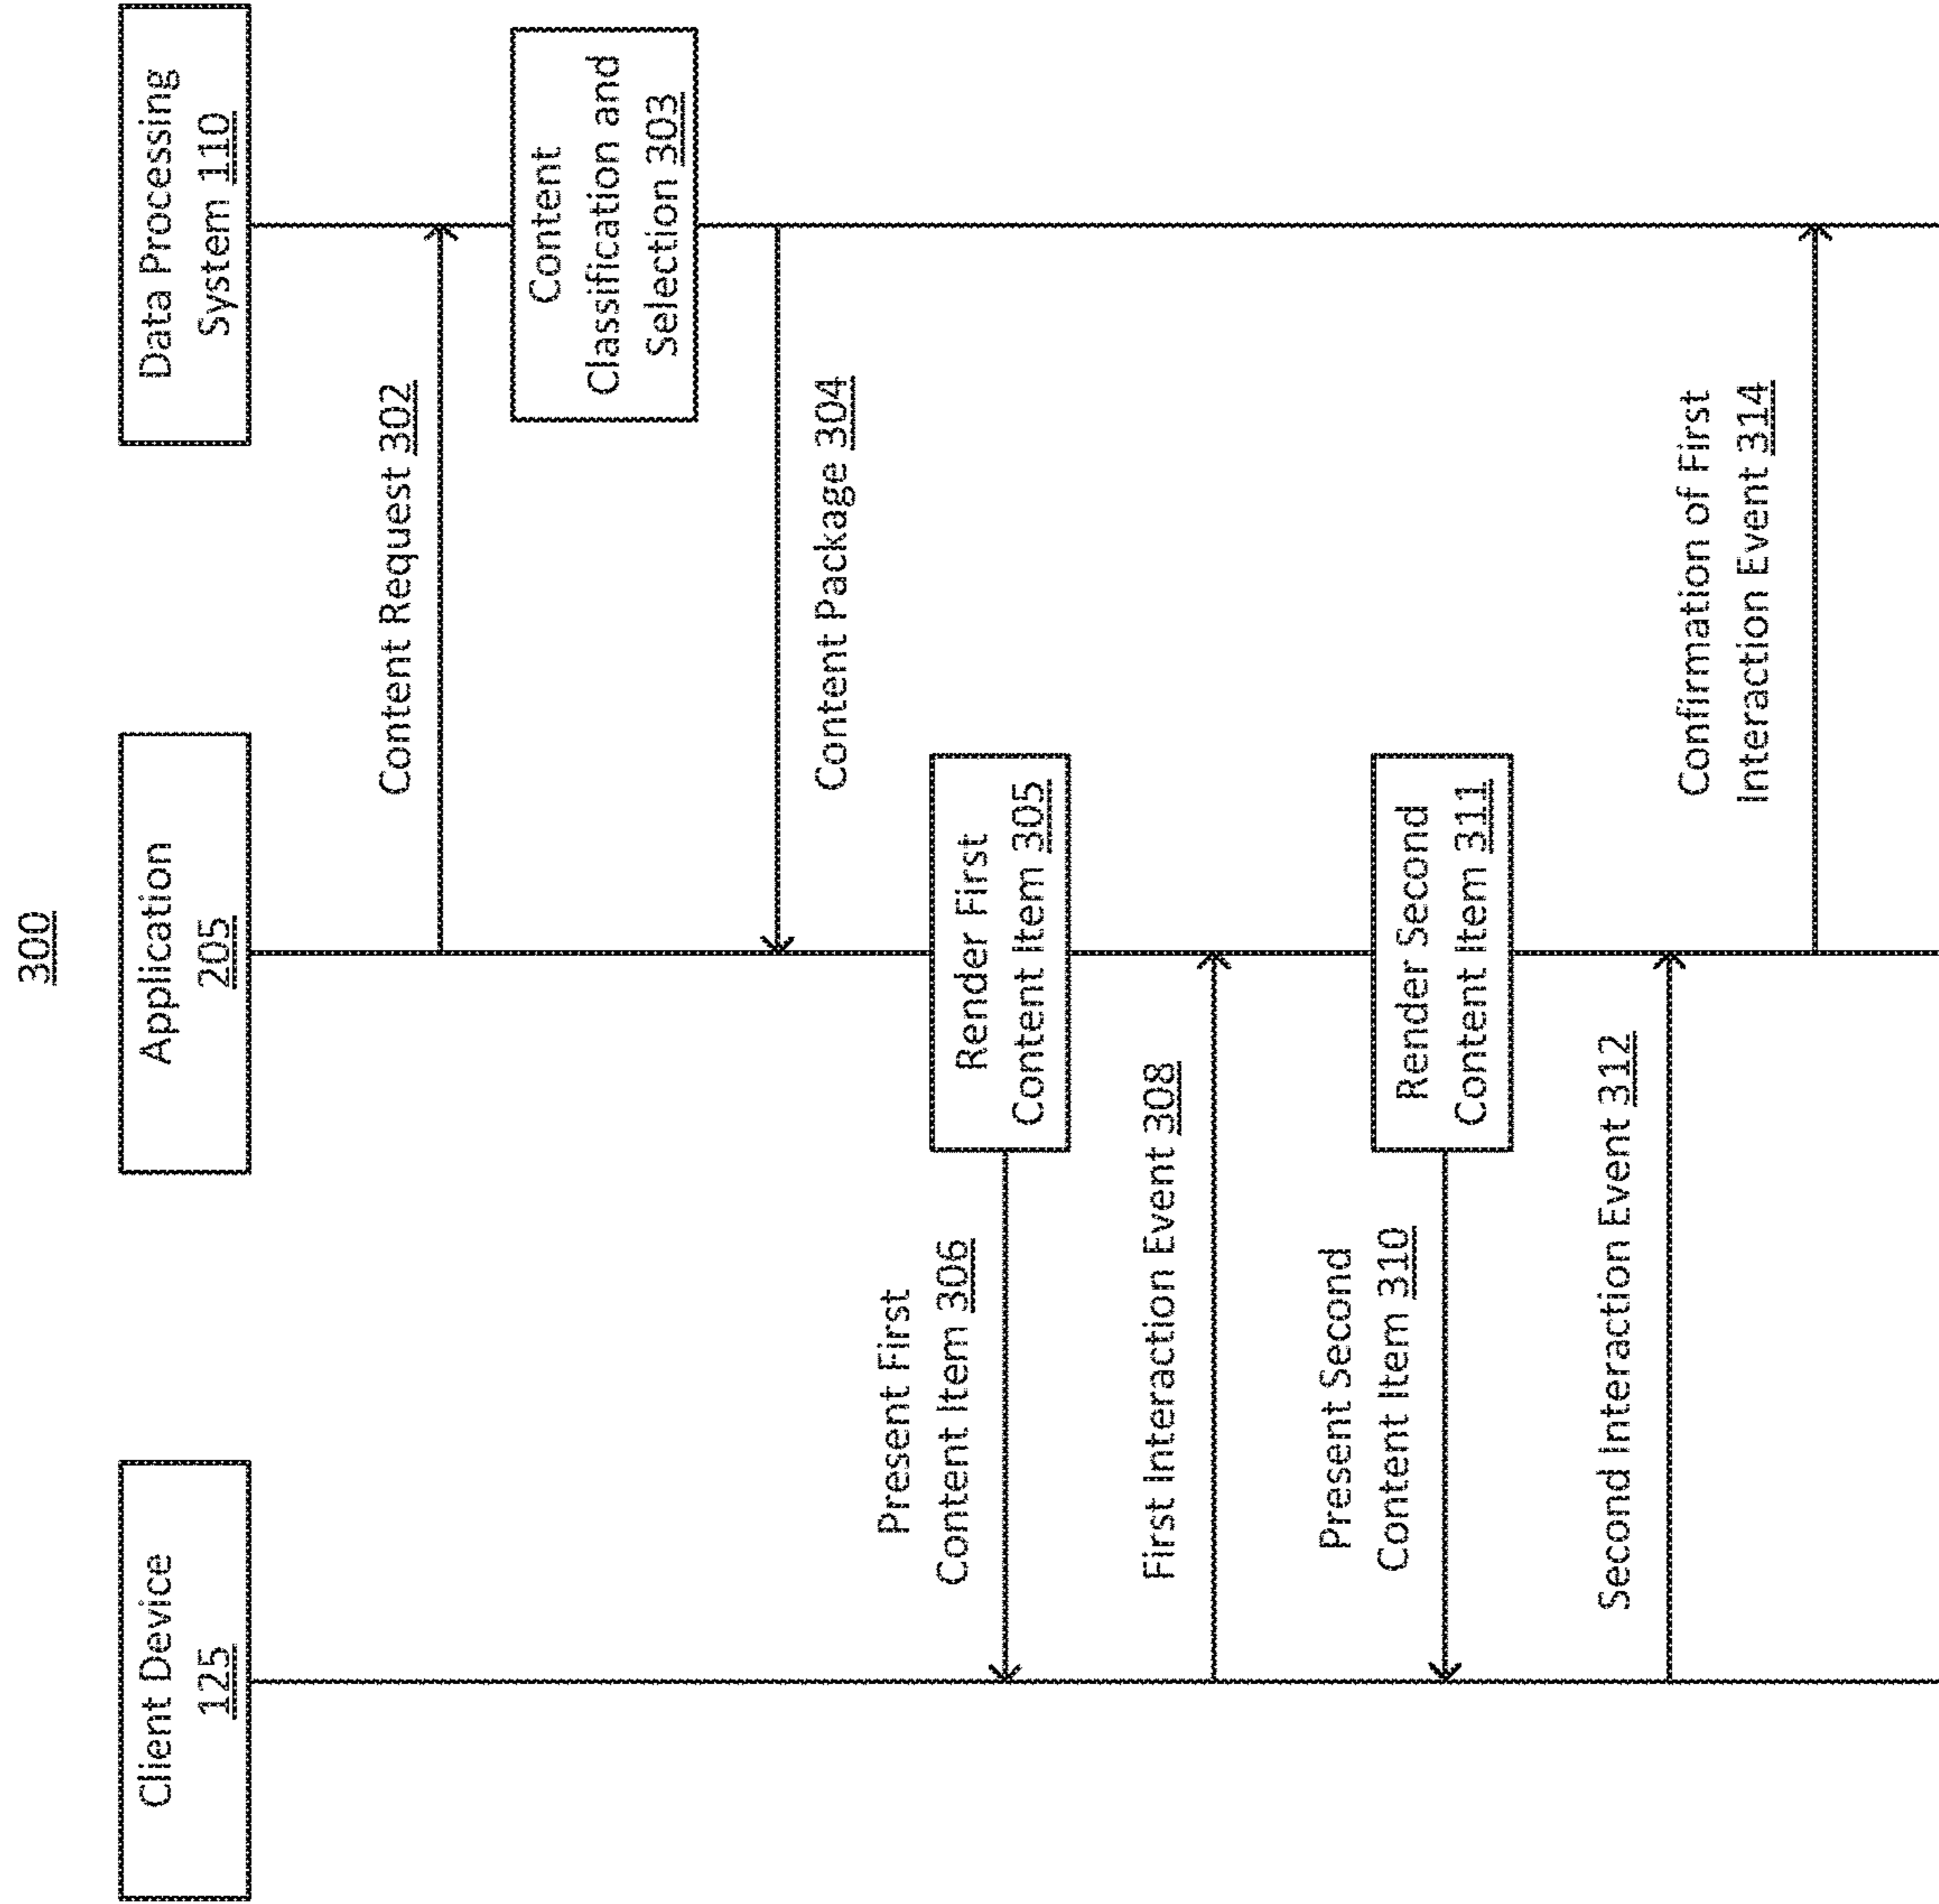 300
Client Device
125
Application
205
Data Processing
System 110
Content Request 302
Content
Classification and
Selection 303
Content Package 304
Render First
Content Item 305
Present First
Content Item 306
First Interaction Event 308
Render Second
Content Item 311
Present Second
Content Item 310
Second Interaction Event 312
Confirmation of First
Interaction Event 314